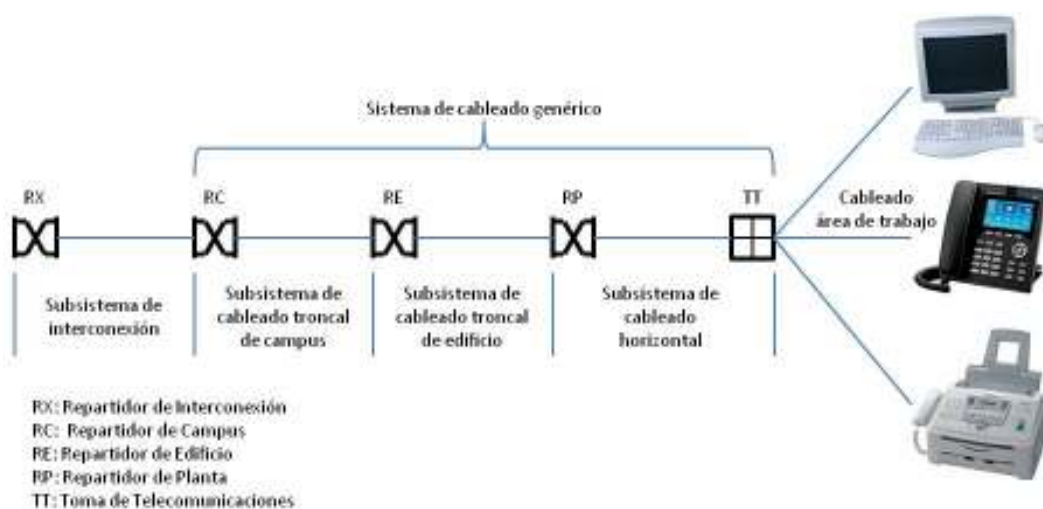 Sistema de cableado genérico
RX
RC
RE
RP
TT
Cableado
área de trabajo
Subsistema de
interconexión
Subsistema de
cableado troncal
de campus
Subsistema de
cableado troncal
de edificio
Subsistema de
cableado
horizontal
RX: Repartidor de Interconexión
RC: Repartidor de Campus
RE: Repartidor de Edificio
RP: Repartidor de Planta
TT: Toma de Telecomunicaciones